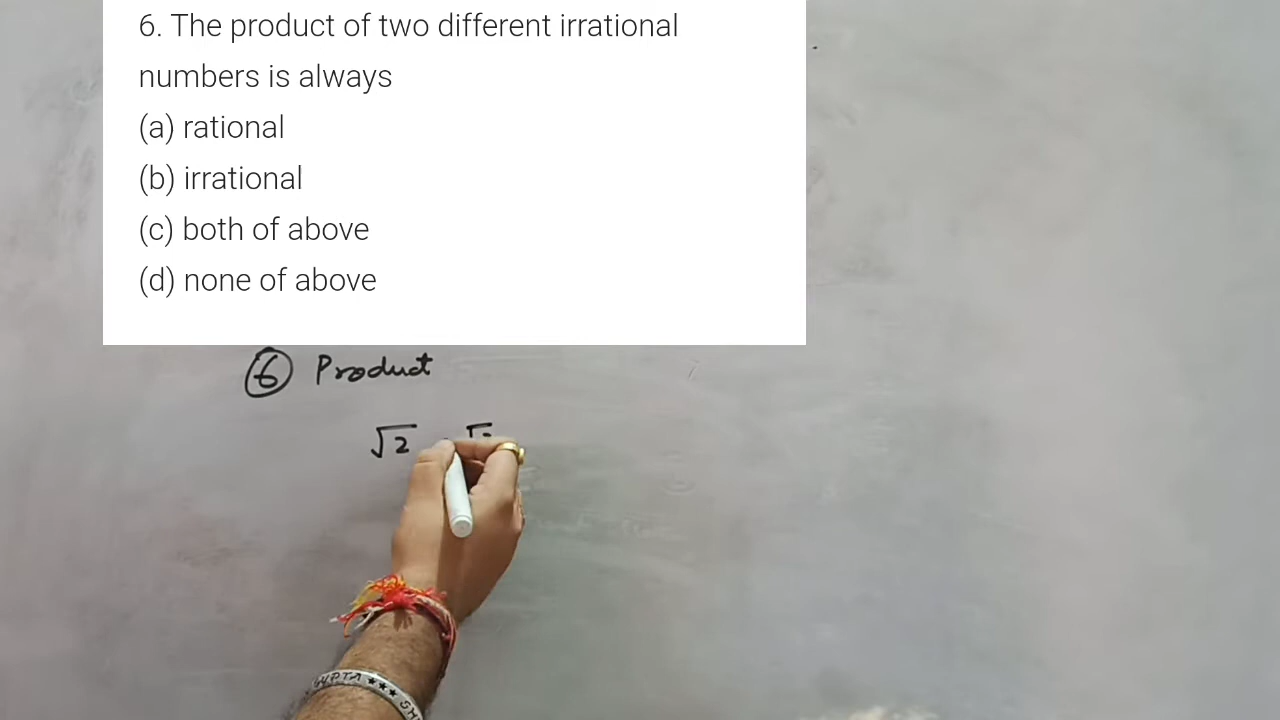 6. The product of two different irrational
numbers is always
(a) rational
(b) irrational
(c) both of above
(d) none of above
6 Product
√2